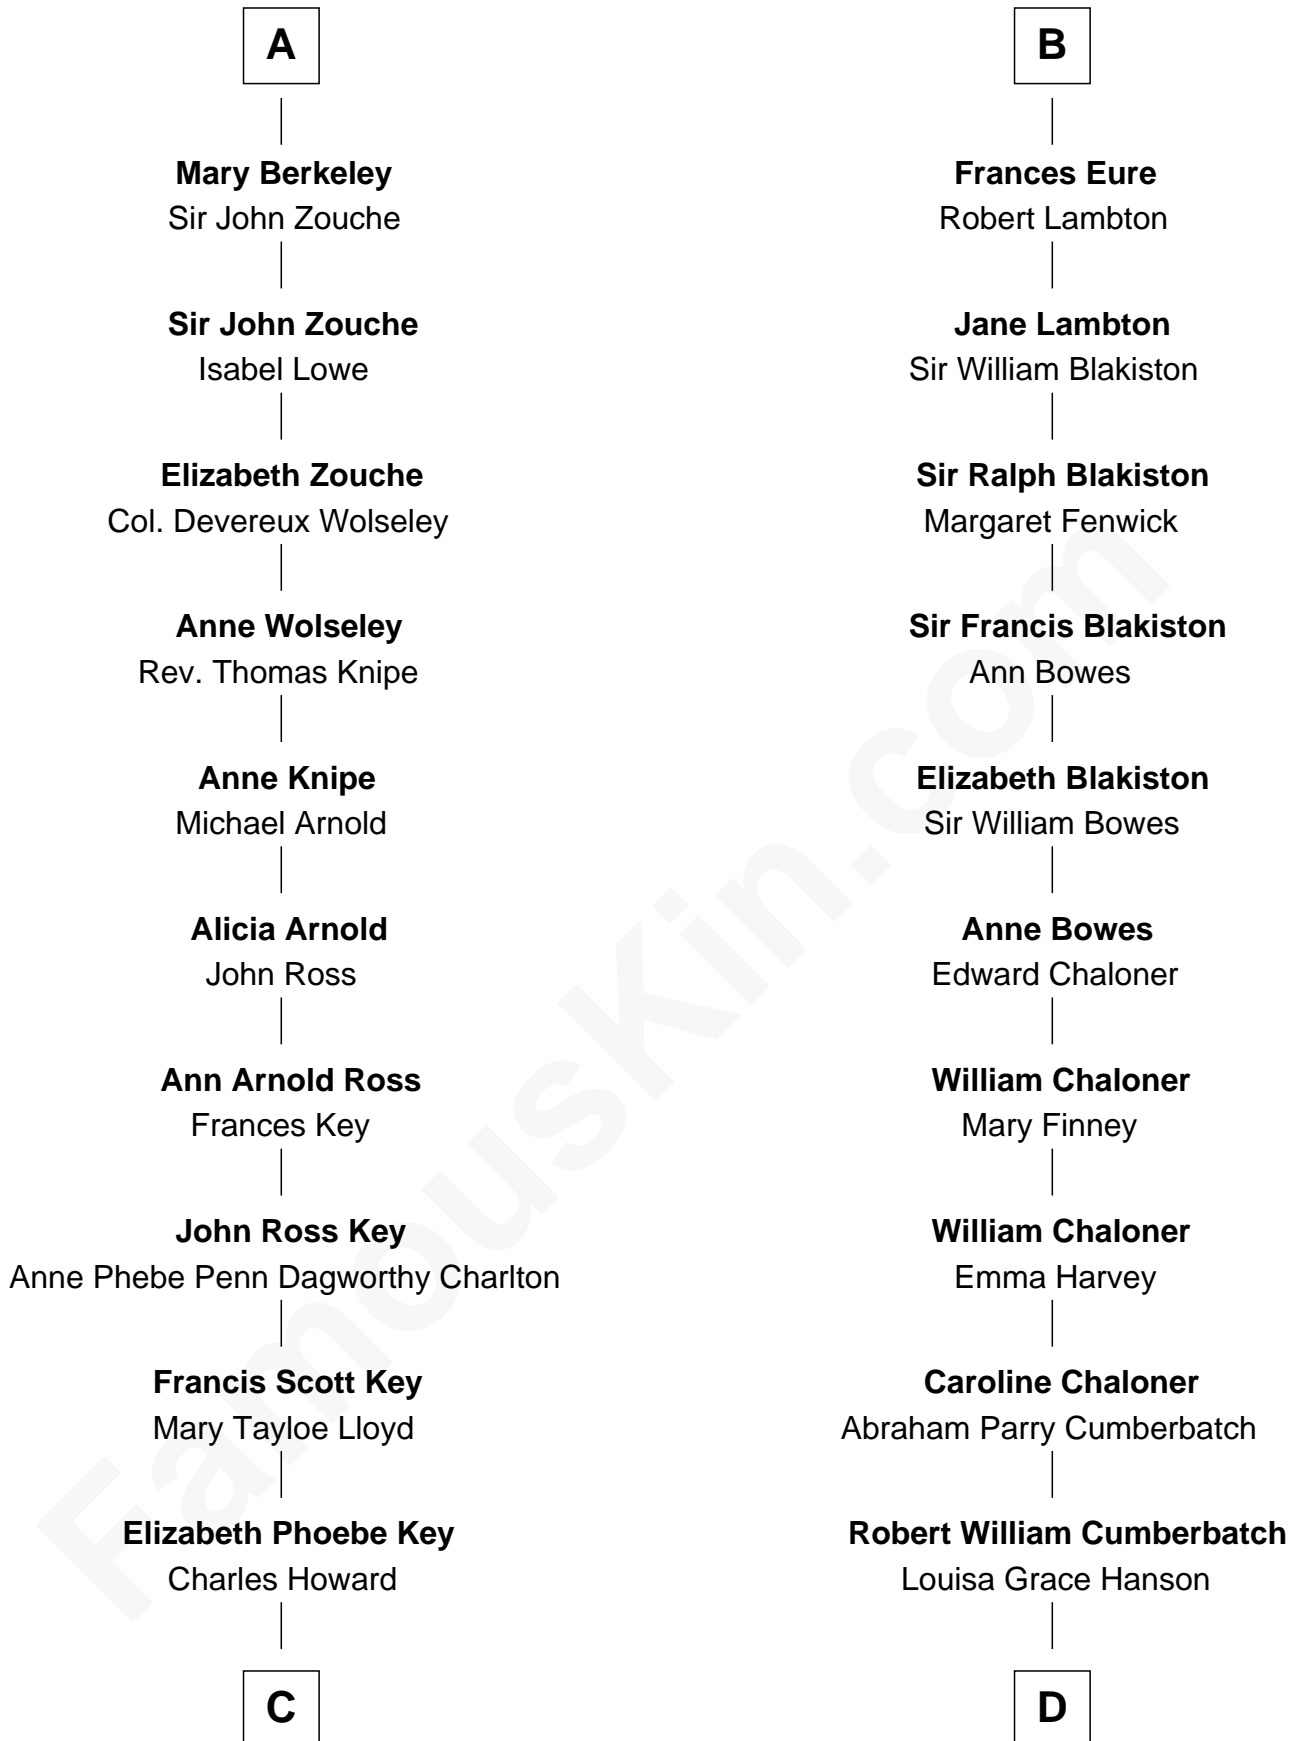 A
Mary Berkeley
Sir John Zouche
Sir John Zouche
Isabel Lowe
Elizabeth Zouche
Col. Devereux Wolseley
Anne Wolseley
Rev. Thomas Knipe
Anne Knipe
Michael Arnold
Alicia Arnold
John Ross
Ann Arnold Ross
Frances Key
John Ross Key
Anne Phebe Penn Dagworthy Charlton
Francis Scott Key
Mary Tayloe Lloyd
Elizabeth Phoebe Key
Charles Howard
C
B
Frances Eure
Robert Lambton
Jane Lambton
Sir William Blakiston
Sir Ralph Blakiston
Margaret Fenwick
Sir Francis Blakiston
Ann Bowes
Elizabeth Blakiston
Sir William Bowes
Anne Bowes
Edward Chaloner
William Chaloner
Mary Finney
William Chaloner
Emma Harvey
Caroline Chaloner
Abraham Parry Cumberbatch
Robert William Cumberbatch
Louisa Grace Hanson
D
FamousKin.com